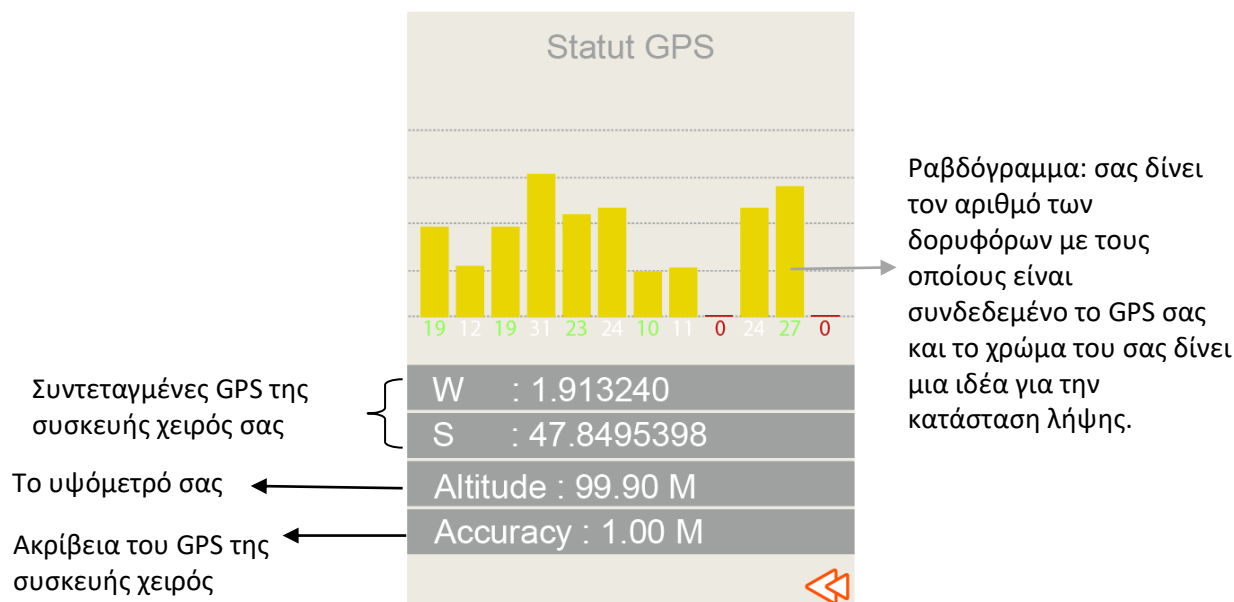 Statut GPS
19 12 19 31 23 24 10 11 0 24 27 0
Ραβδόγραμμα: σας δίνει
τον αριθμό των
δορυφόρων με τους
οποίους είναι
συνδεδεμένο το GPS σας
και το χρώμα του σας δίνει
μια ιδέα για την
κατάσταση λήψης.
Συντεταγμένες GPS της
συσκευής χειρός σας
W : 1.913240
S : 47.8495398
Το υψόμετρό σας
Altitude : 99.90 M
Ακρίβεια του GPS της
συσκευής χειρός
Accuracy : 1.00 M